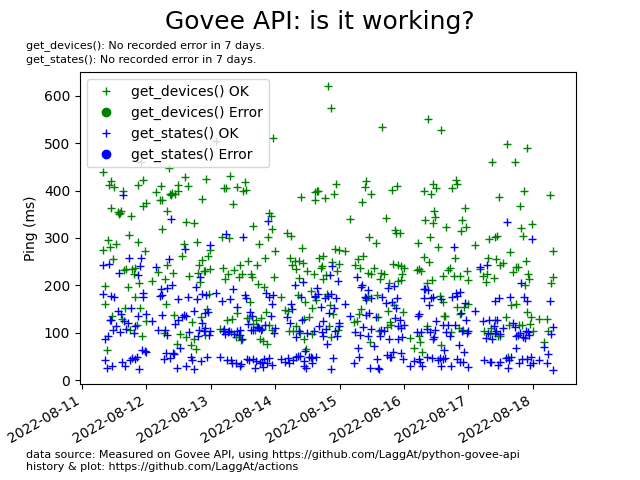 Govee API: is it working?
get_devices(): No recorded error in 7 days.
get_states(): No recorded error in 7 days.
get_devices() OK
get_devices() Error
get_states() OK
get_states() Error
Ping (ms)
600
500
400
300
200
100
0
2022-08-11
2022-08-12
2022-08-13
2022-08-14
2022-08-15
2022-08-16
2022-08-17
2022-08-18
data source: Measured on Govee API, using https://github.com/LaggAt/python-govee-api
history & plot: https://github.com/LaggAt/actions